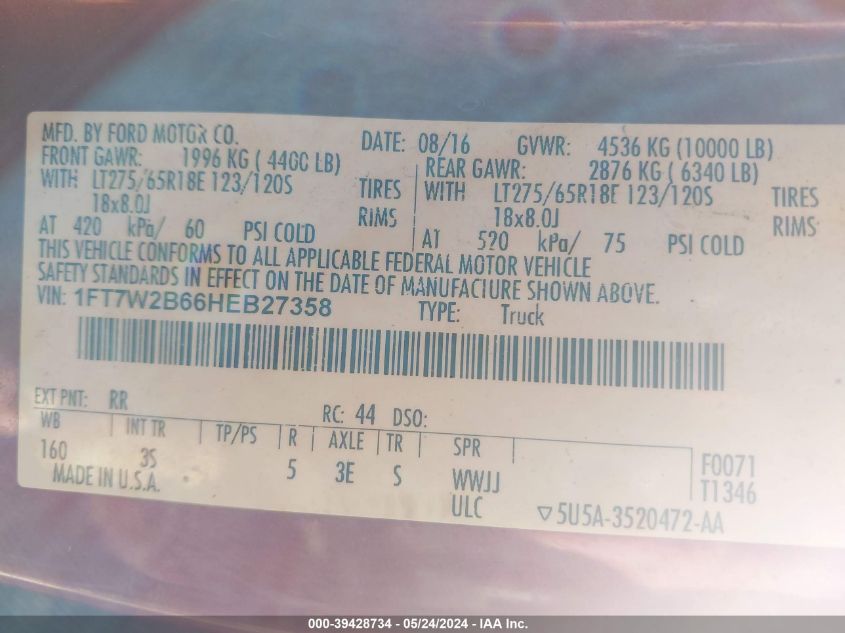 MFD. BY FORD MOTOR CO. DATE: 08/16 GVWR: 4536 KG (10000 LB)
FRONT GAWR: 1996 KG ( 4400 LB) REAR GAWR: 2876 KG ( 6340 LB)
WITH LT275/65R18E 123/120S TIRES WITH LT275/65R18E 123/120S TIRES
18x8.0J RIMS 18x8.0J RIMS
AT 420 kPa/ 60 PSI COLD AT 520 kPa/ 75 PSI COLD
THIS VEHICLE CONFORMS TO ALL APPLICABLE FEDERAL MOTOR VEHICLE
SAFETY STANDARDS IN EFFECT ON THE DATE OF MANUFACTURE SHOWN ABOVE.
VIN: 1FT7W2B66HEB27358 TYPE: Truck
EXT PNT: RR RC: 44 DSO:
WB INT TR TP/PS R AXLE TR SPR
160 3S 5 3E S WWJJ F0071
MADE IN U.S.A. ULC T1346
▽5U5A-3520472-AA
000-39428734 - 05/24/2024 - IAA Inc.